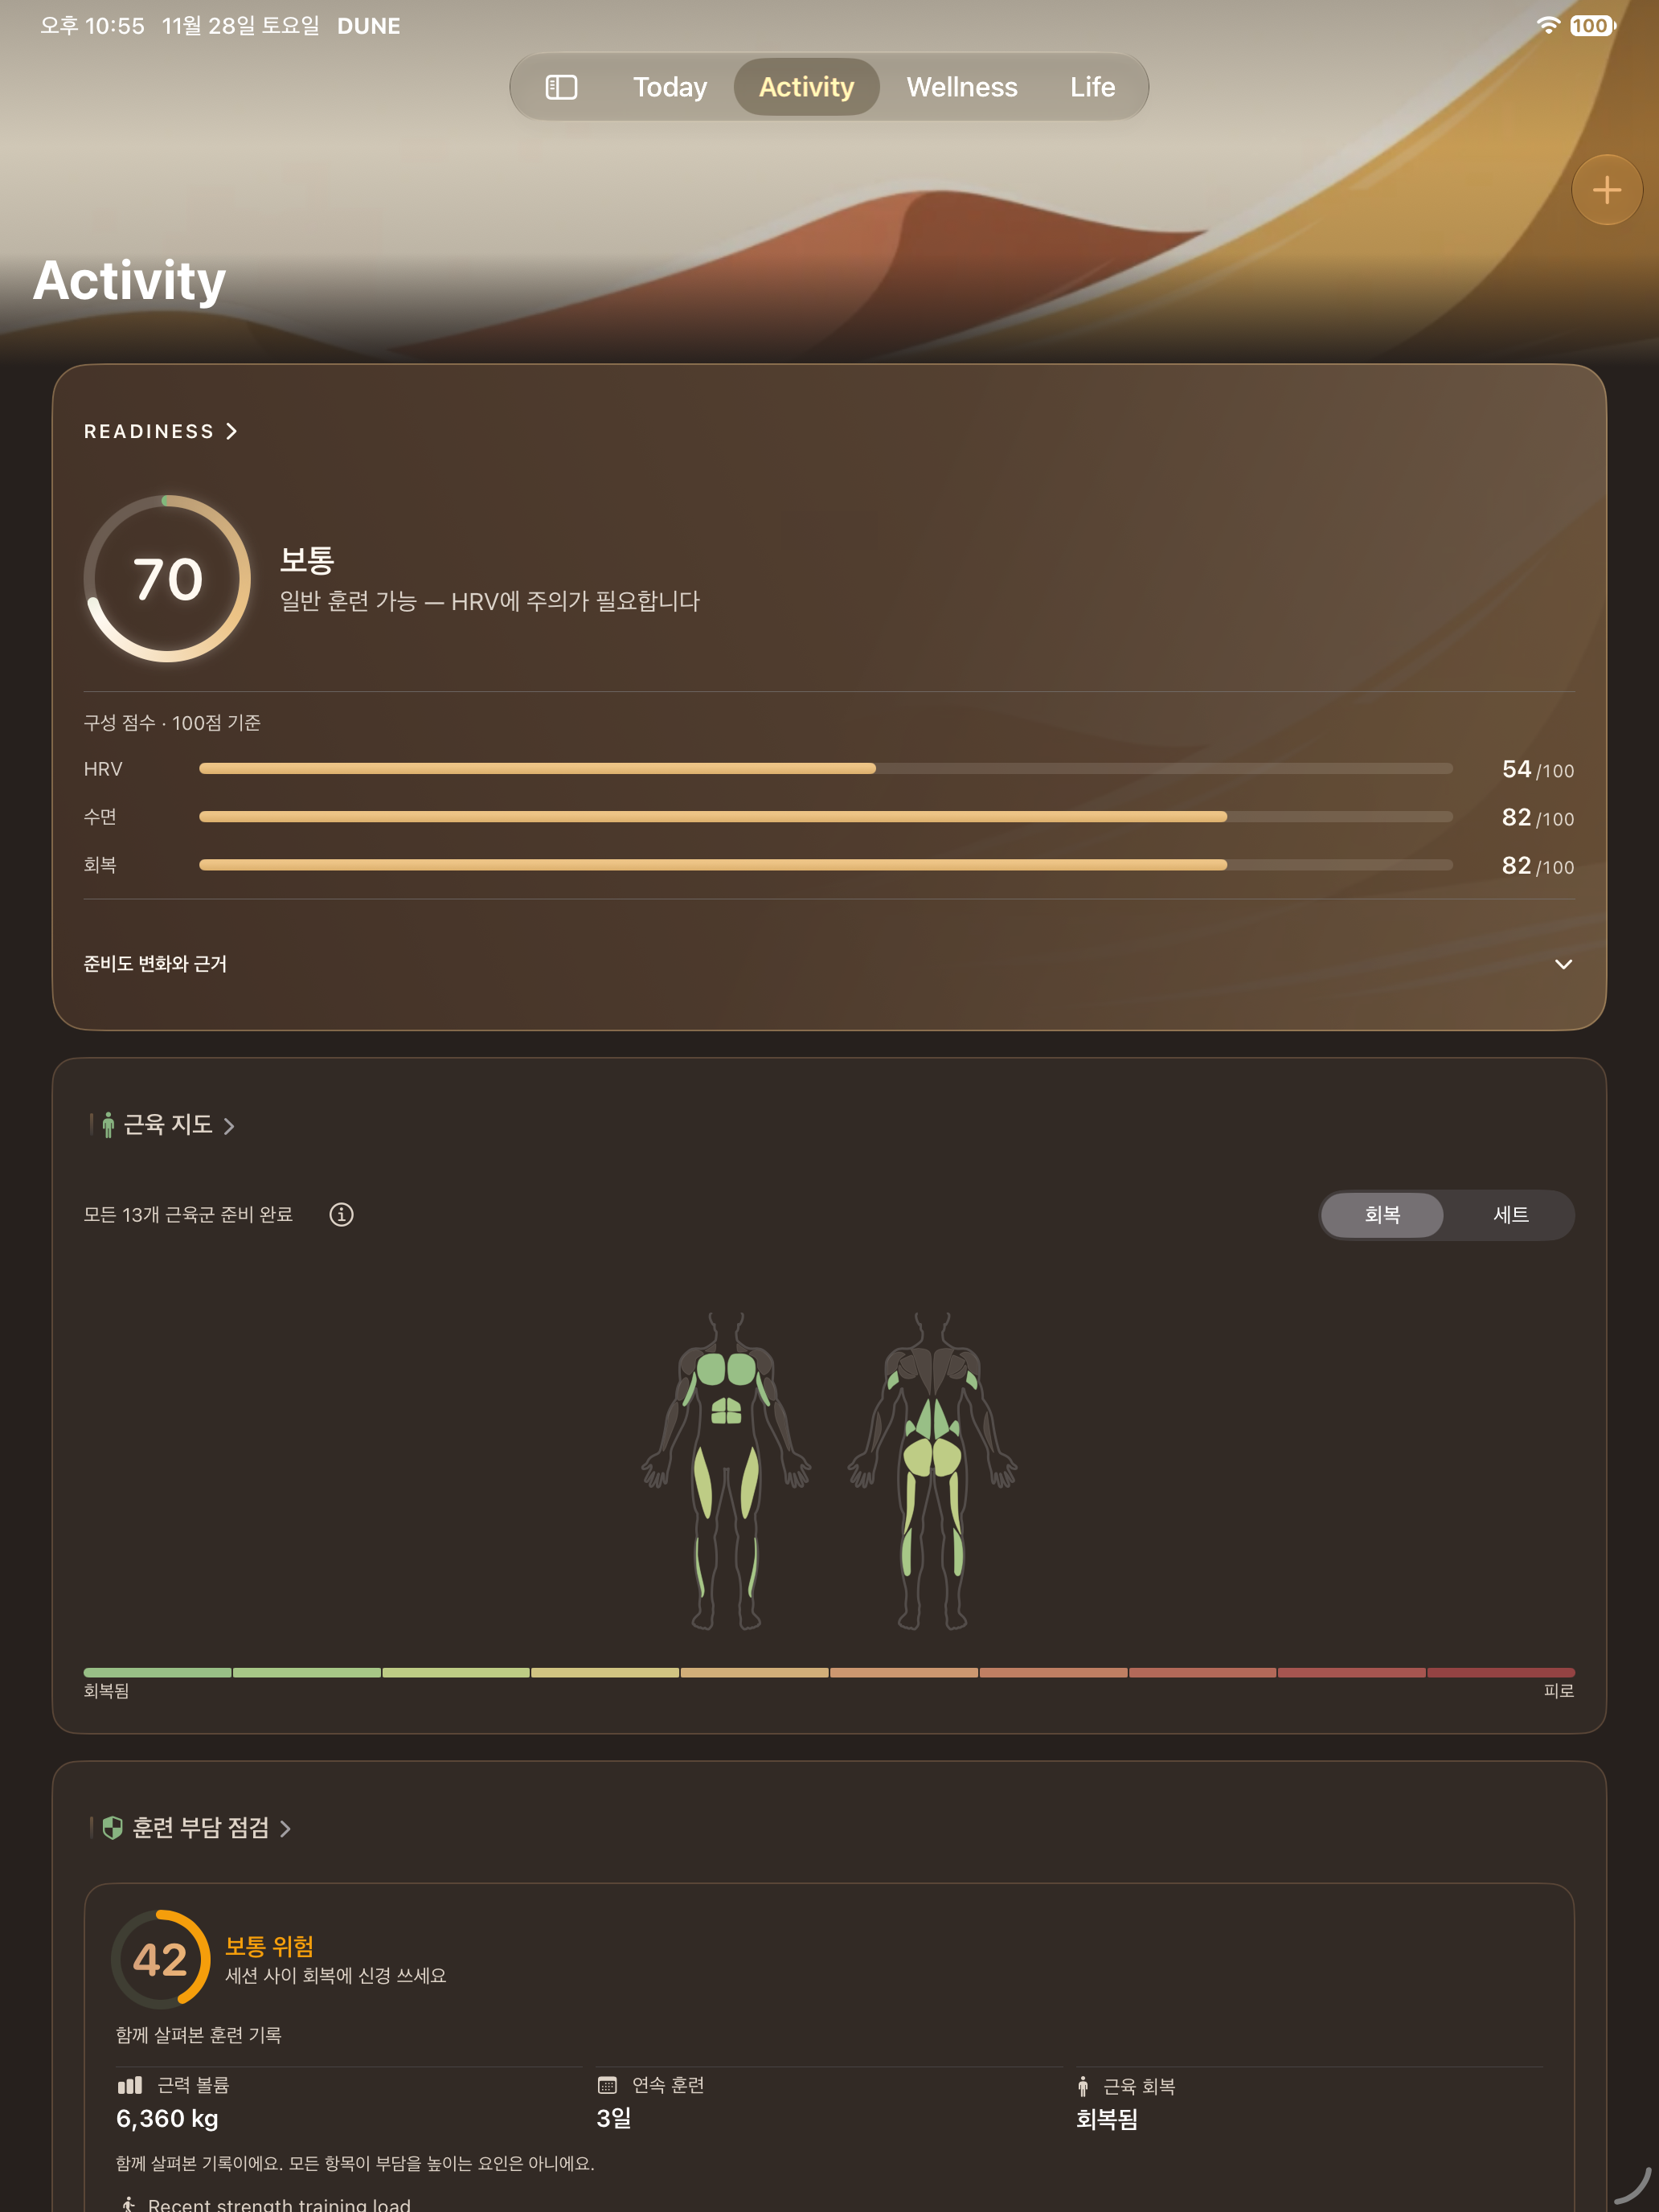 오후 10:55 11월 28일 토요일 DUNE 100
Today Activity Wellness Life
Activity
READINESS
70
보통
일반 훈련 가능 — HRV에 주의가 필요합니다
구성 점수 · 100점 기준
HRV 54/100
수면 82/100
회복 82/100
준비도 변화와 근거
근육 지도
모든 13개 근육군 준비 완료
회복 세트
회복됨 피로
훈련 부담 점검
42
보통 위험
세션 사이 회복에 신경 쓰세요
함께 살펴본 훈련 기록
근력 볼륨 연속 훈련 근육 회복
6,360 kg 3일 회복됨
함께 살펴본 기록이에요. 모든 항목이 부담을 높이는 요인은 아니에요.
Recent strength training load